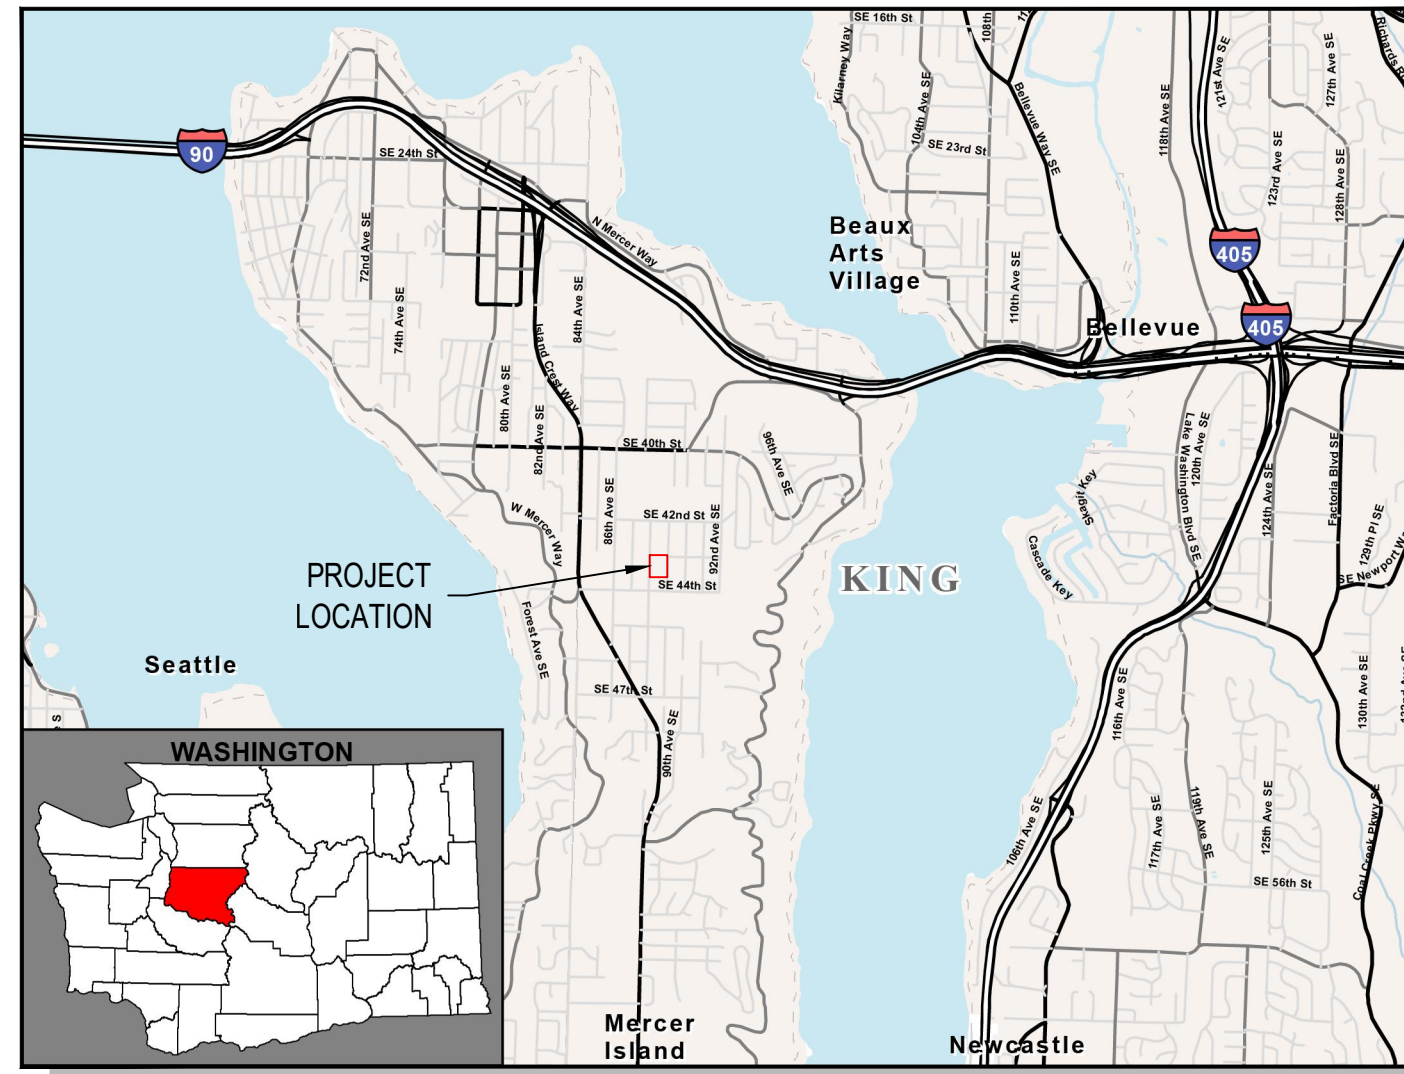 SE 16th St
108th
Kilarney Way
104th Ave SE
SE 23rd St
Bellevue Way SE
118th Ave SE
121st Ave SE
127th Ave SE
123rd Ave SE
128th Ave SE
90
SE 24th St
N Mercer Way
72nd Ave SE
74th Ave SE
84th Ave SE
Island Crest Way
80th Ave SE
82nd Ave SE
Beaux
Arts
Village
110th Ave SE
405
405
Bellevue
SE 40th St
96th Ave SE
86th Ave SE
SE 42nd St
92nd Ave SE
W Mercer Way
SE 44th St
PROJECT
LOCATION
KING
Skagit Key
Cascade Key
Lake Washington Blvd SE
120th Ave SE
124th Ave SE
Factoria Blvd SE
129th Pl SE
Forest Ave SE
Seattle
SE 47th St
90th Ave SE
116th Ave SE
130th Ave SE
106th Ave SE
117th Ave SE
119th Ave SE
125th Ave SE
Coal Creek Pkwy SE
SE 56th St
WASHINGTON
Mercer
Island
Newcastle